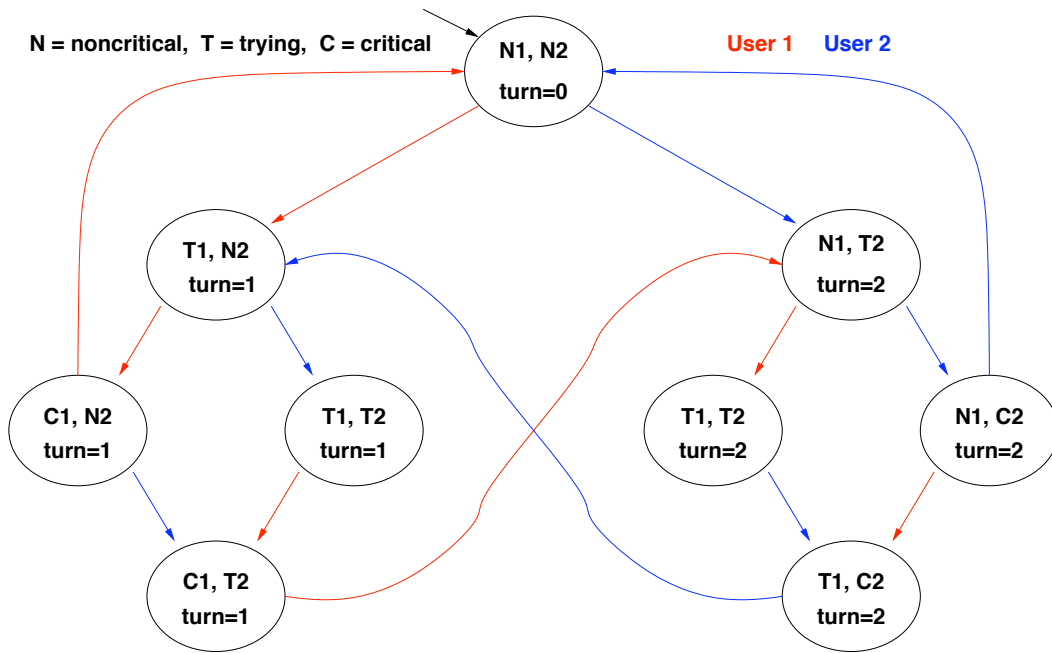 N = noncritical, T = trying, C = critical
User 1 User 2
N1, N2
turn=0
T1, N2
turn=1
N1, T2
turn=2
C1, N2
turn=1
T1, T2
turn=1
T1, T2
turn=2
N1, C2
turn=2
C1, T2
turn=1
T1, C2
turn=2